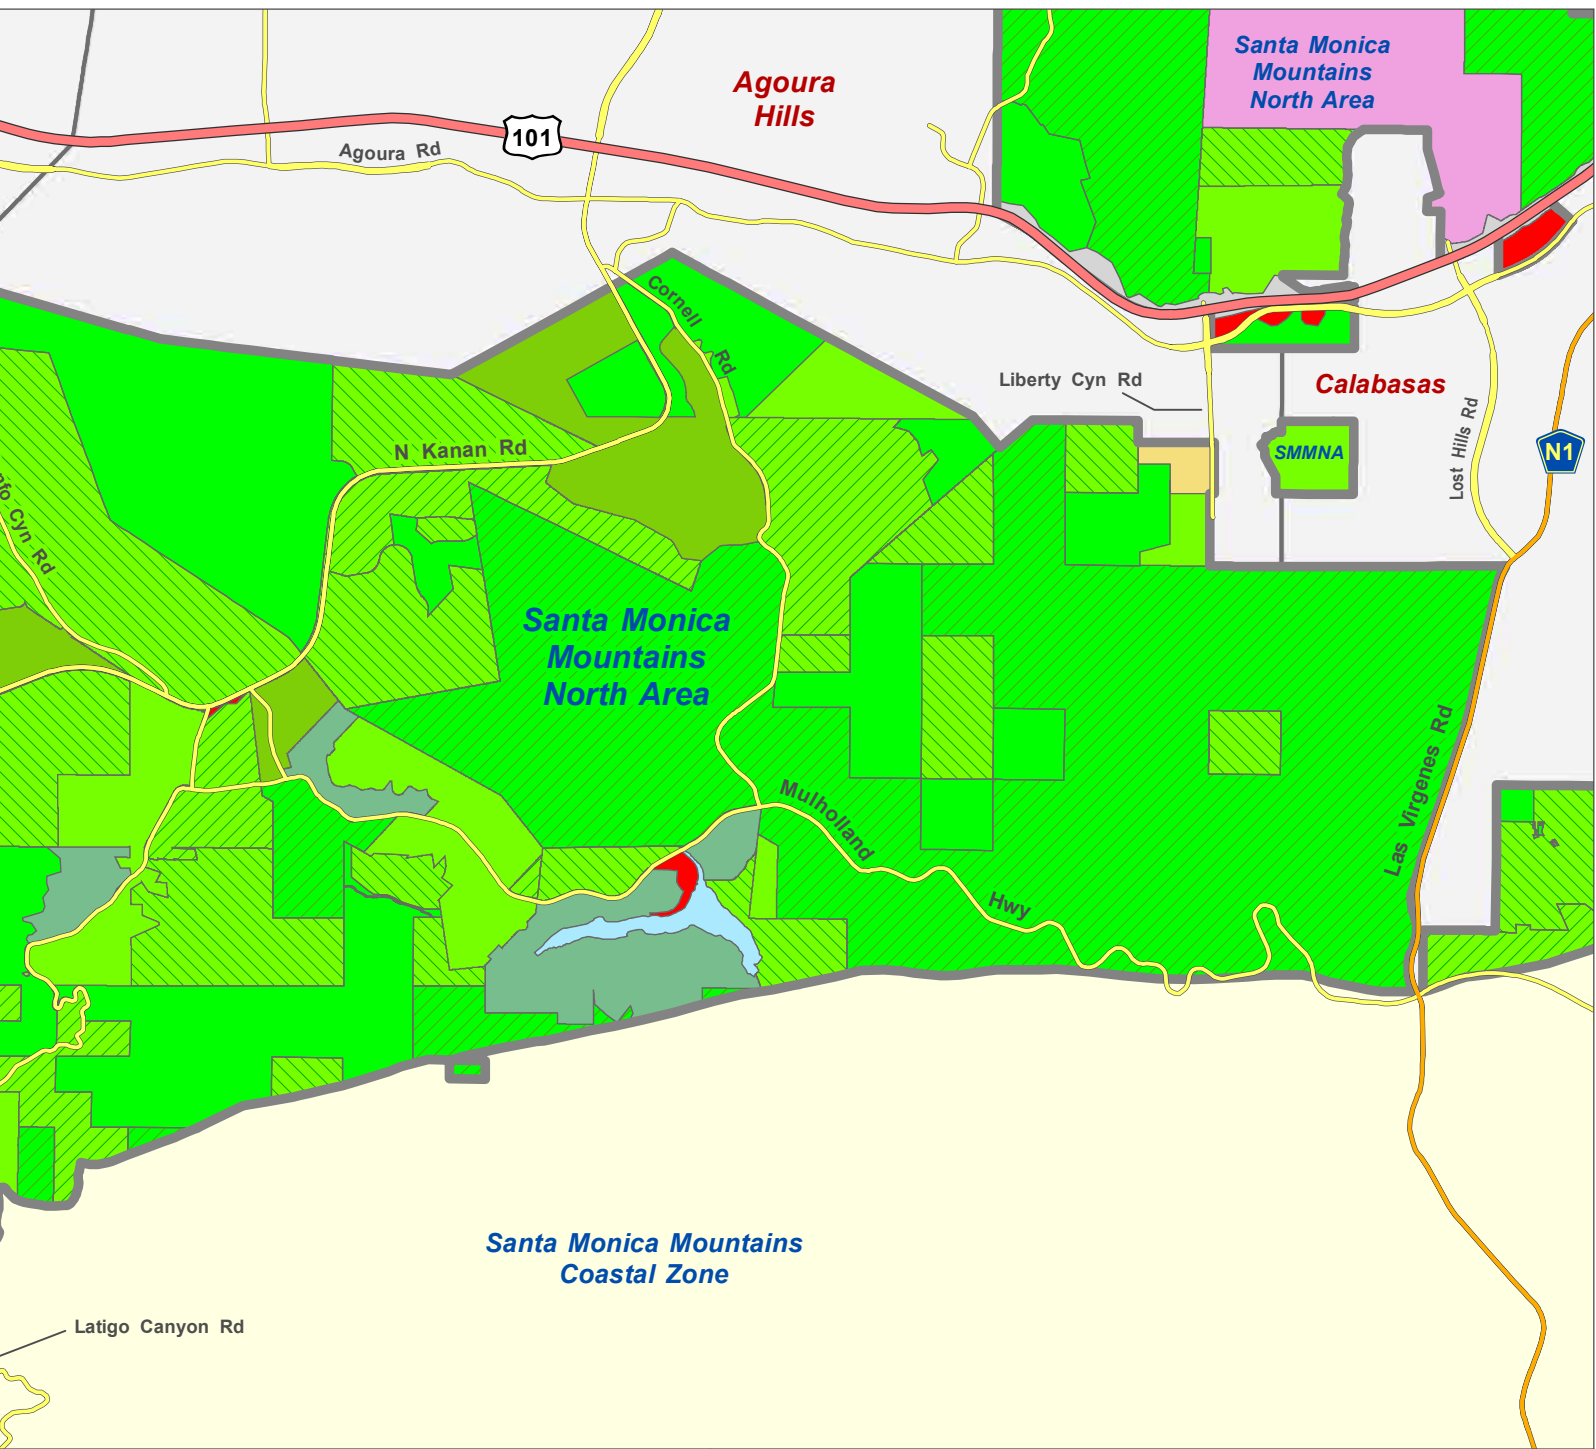 Santa Monica
Mountains
North Area
Agoura
Hills
101
Agoura Rd
Cornell Rd
Liberty Cyn Rd
Calabasas
N Kanan Rd
SMMNA
Lost Hills Rd
N1
Cyn Rd
Santa Monica
Mountains
North Area
Las Virgenes Rd
Mulholland Hwy
Santa Monica Mountains
Coastal Zone
Latigo Canyon Rd